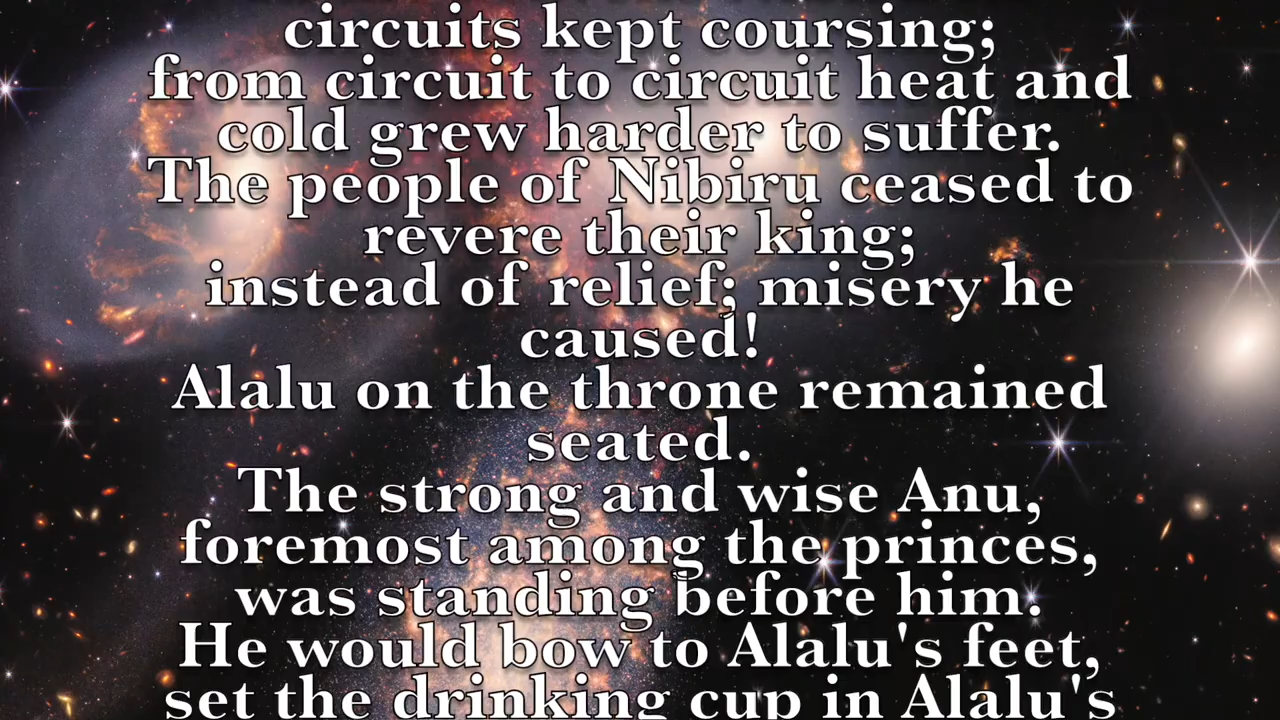 circuits kept coursing;
from circuit to circuit heat and
cold grew harder to suffer.
The people of Nibiru ceased to
revere their king;
instead of relief; misery he
caused!
Alalu on the throne remained
seated.
The strong and wise Anu,
foremost among the princes,
was standing before him.
He would bow to Alalu's feet,
set the drinking cup in Alalu's